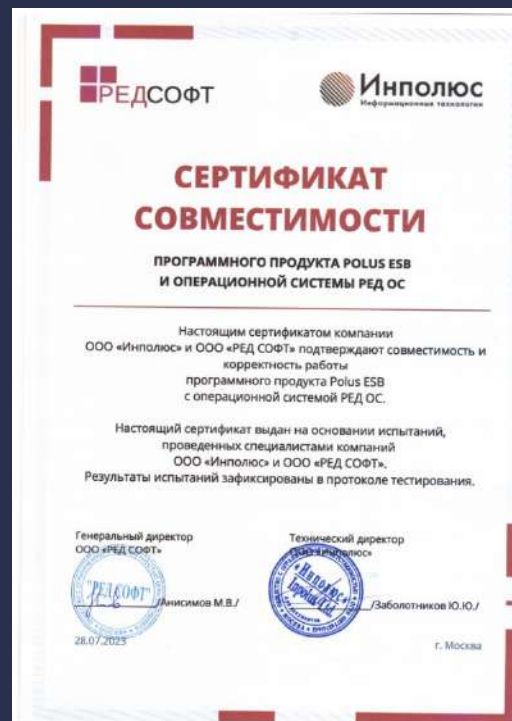 РЕДСОФТ
Инполюс
Информационные технологии
СЕРТИФИКАТ
СОВМЕСТИМОСТИ
ПРОГРАММНОГО ПРОДУКТА POLUS ESB
И ОПЕРАЦИОННОЙ СИСТЕМЫ РЕД ОС
Настоящим сертификатом компании
ООО «Инполюс» и ООО «РЕД СОФТ» подтверждают совместимость и
корректность работы
программного продукта Polus ESB
с операционной системой РЕД ОС.
Настоящий сертификат выдан на основании испытаний,
проведенных специалистами компаний
ООО «Инполюс» и ООО «РЕД СОФТ».
Результаты испытаний зафиксированы в протоколе тестирования.
Генеральный директор
ООО «РЕД СОФТ»
Технический директор
ООО «Инполюс»
"РЕД СОФТ"
«Инполюс»
/Анисимов М.В./
/Заболотников Ю.Ю./
28.07.2023
г. Москва